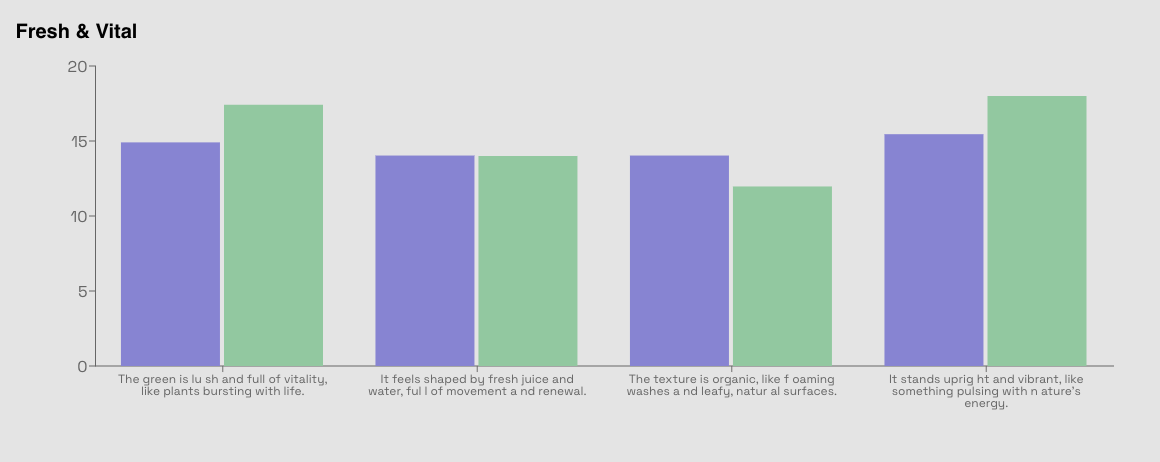 Fresh & Vital
20
15
10
5
0
The green is lu sh and full of vitality,
like plants bursting with life.
It feels shaped by fresh juice and
water, ful l of movement a nd renewal.
The texture is organic, like f oaming
washes a nd leafy, natur al surfaces.
It stands uprig ht and vibrant, like
something pulsing with n ature's
energy.